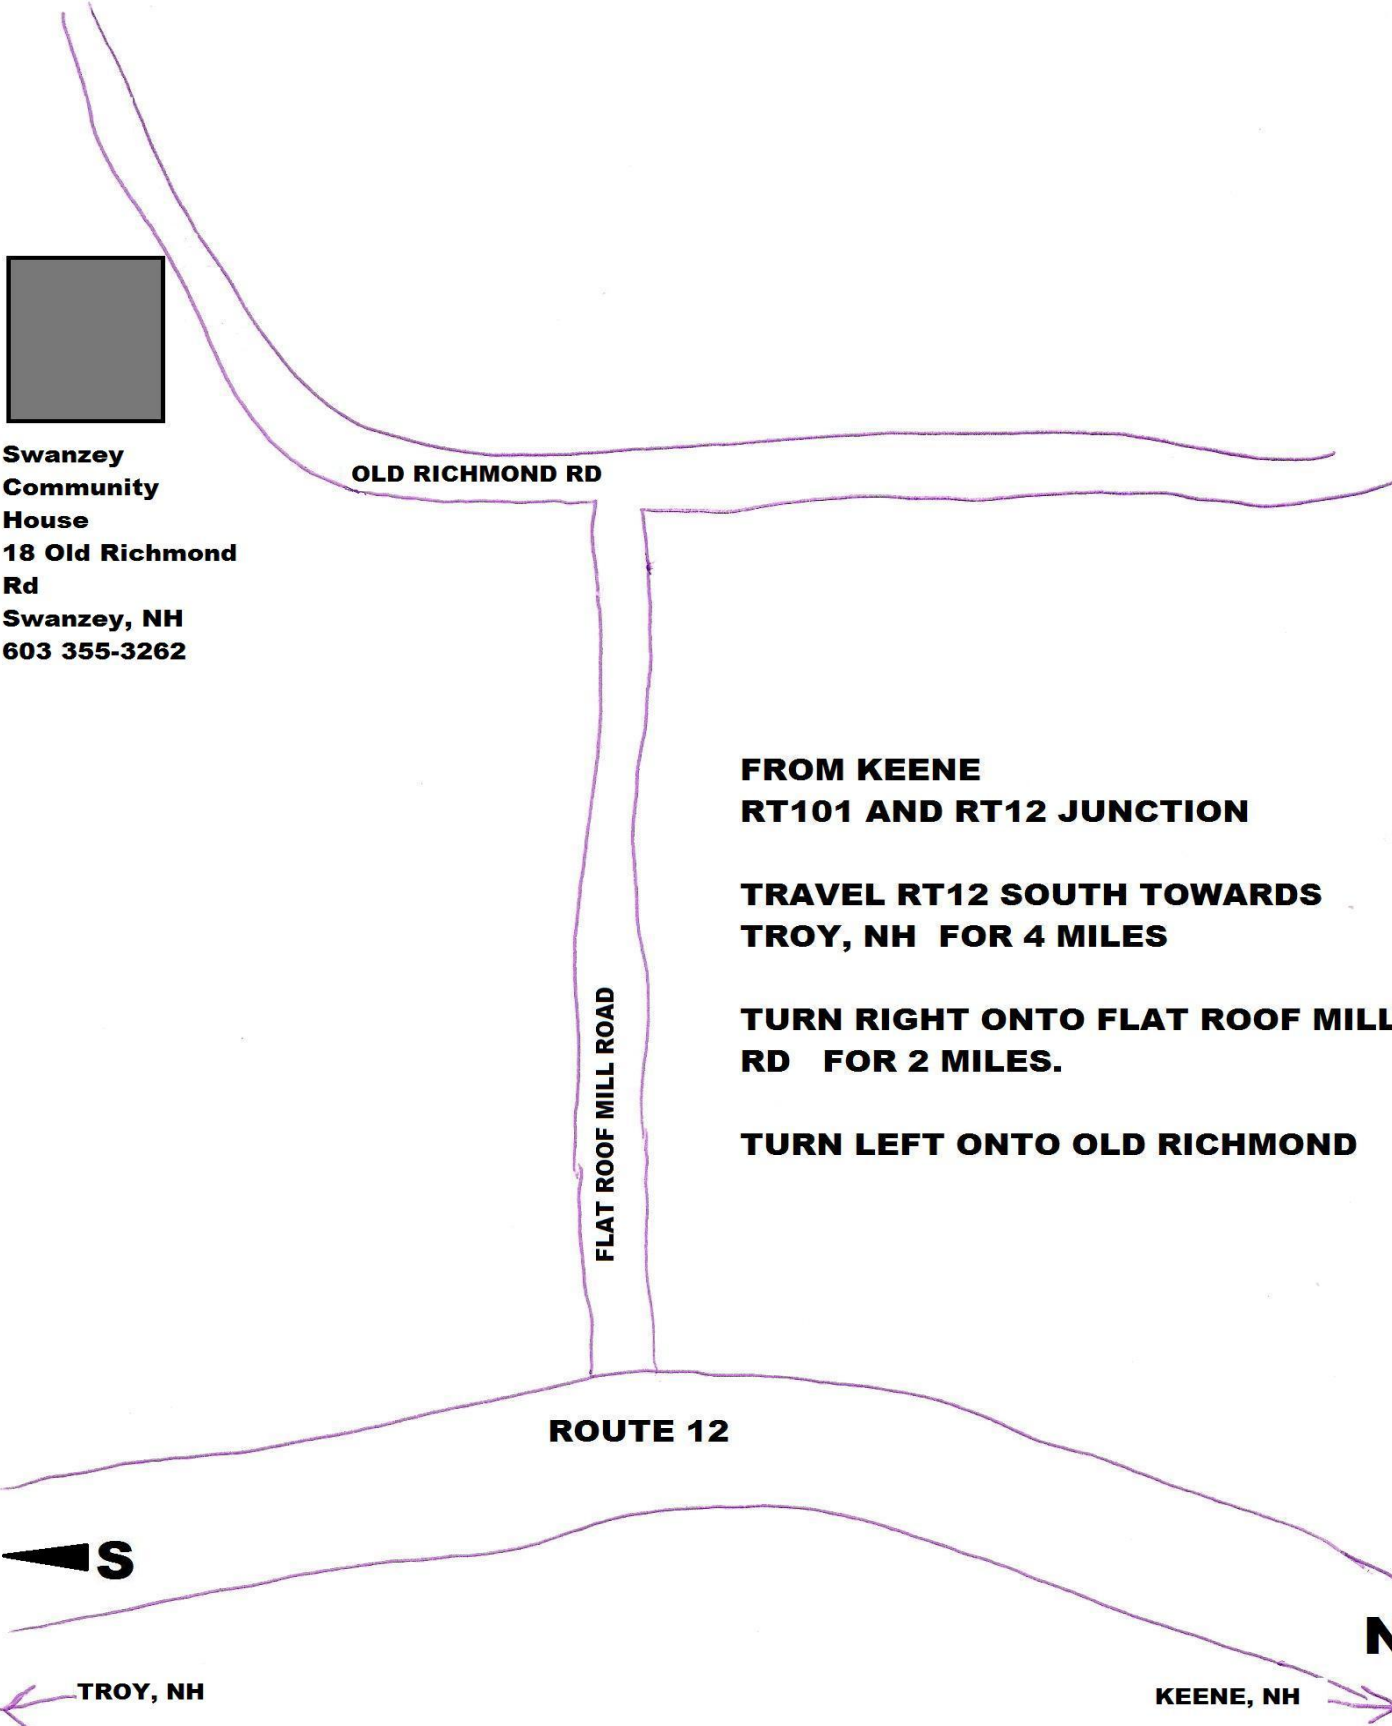 OLD RICHMOND RD
Swanzey
Community
House
18 Old Richmond
Rd
Swanzey, NH
603 355-3262
FROM KEENE
RT101 AND RT12 JUNCTION
TRAVEL RT12 SOUTH TOWARDS
TROY, NH FOR 4 MILES
TURN RIGHT ONTO FLAT ROOF MILL
RD FOR 2 MILES.
TURN LEFT ONTO OLD RICHMOND
FLAT ROOF MILL ROAD
ROUTE 12
S
N
TROY, NH
KEENE, NH